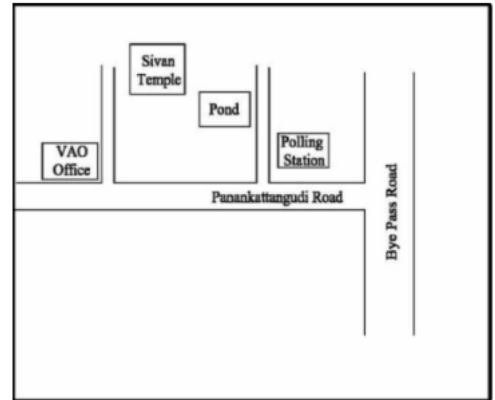 Sivan
Temple
Pond
VAO
Office
Polling
Station
Panankattangudi Road
Bye Pass Road